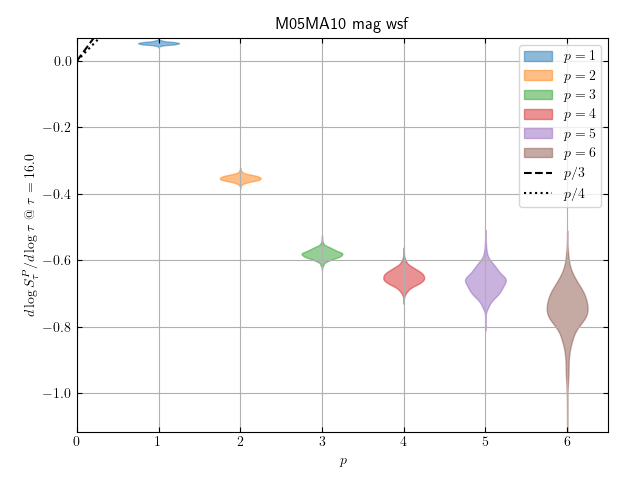 M05MA10 mag wsf
d log S_τ^P / d log τ @ τ = 16.0
0.0
−0.2
−0.4
−0.6
−0.8
−1.0
p = 1
p = 2
p = 3
p = 4
p = 5
p = 6
p/3
p/4
0 1 2 3 4 5 6
p